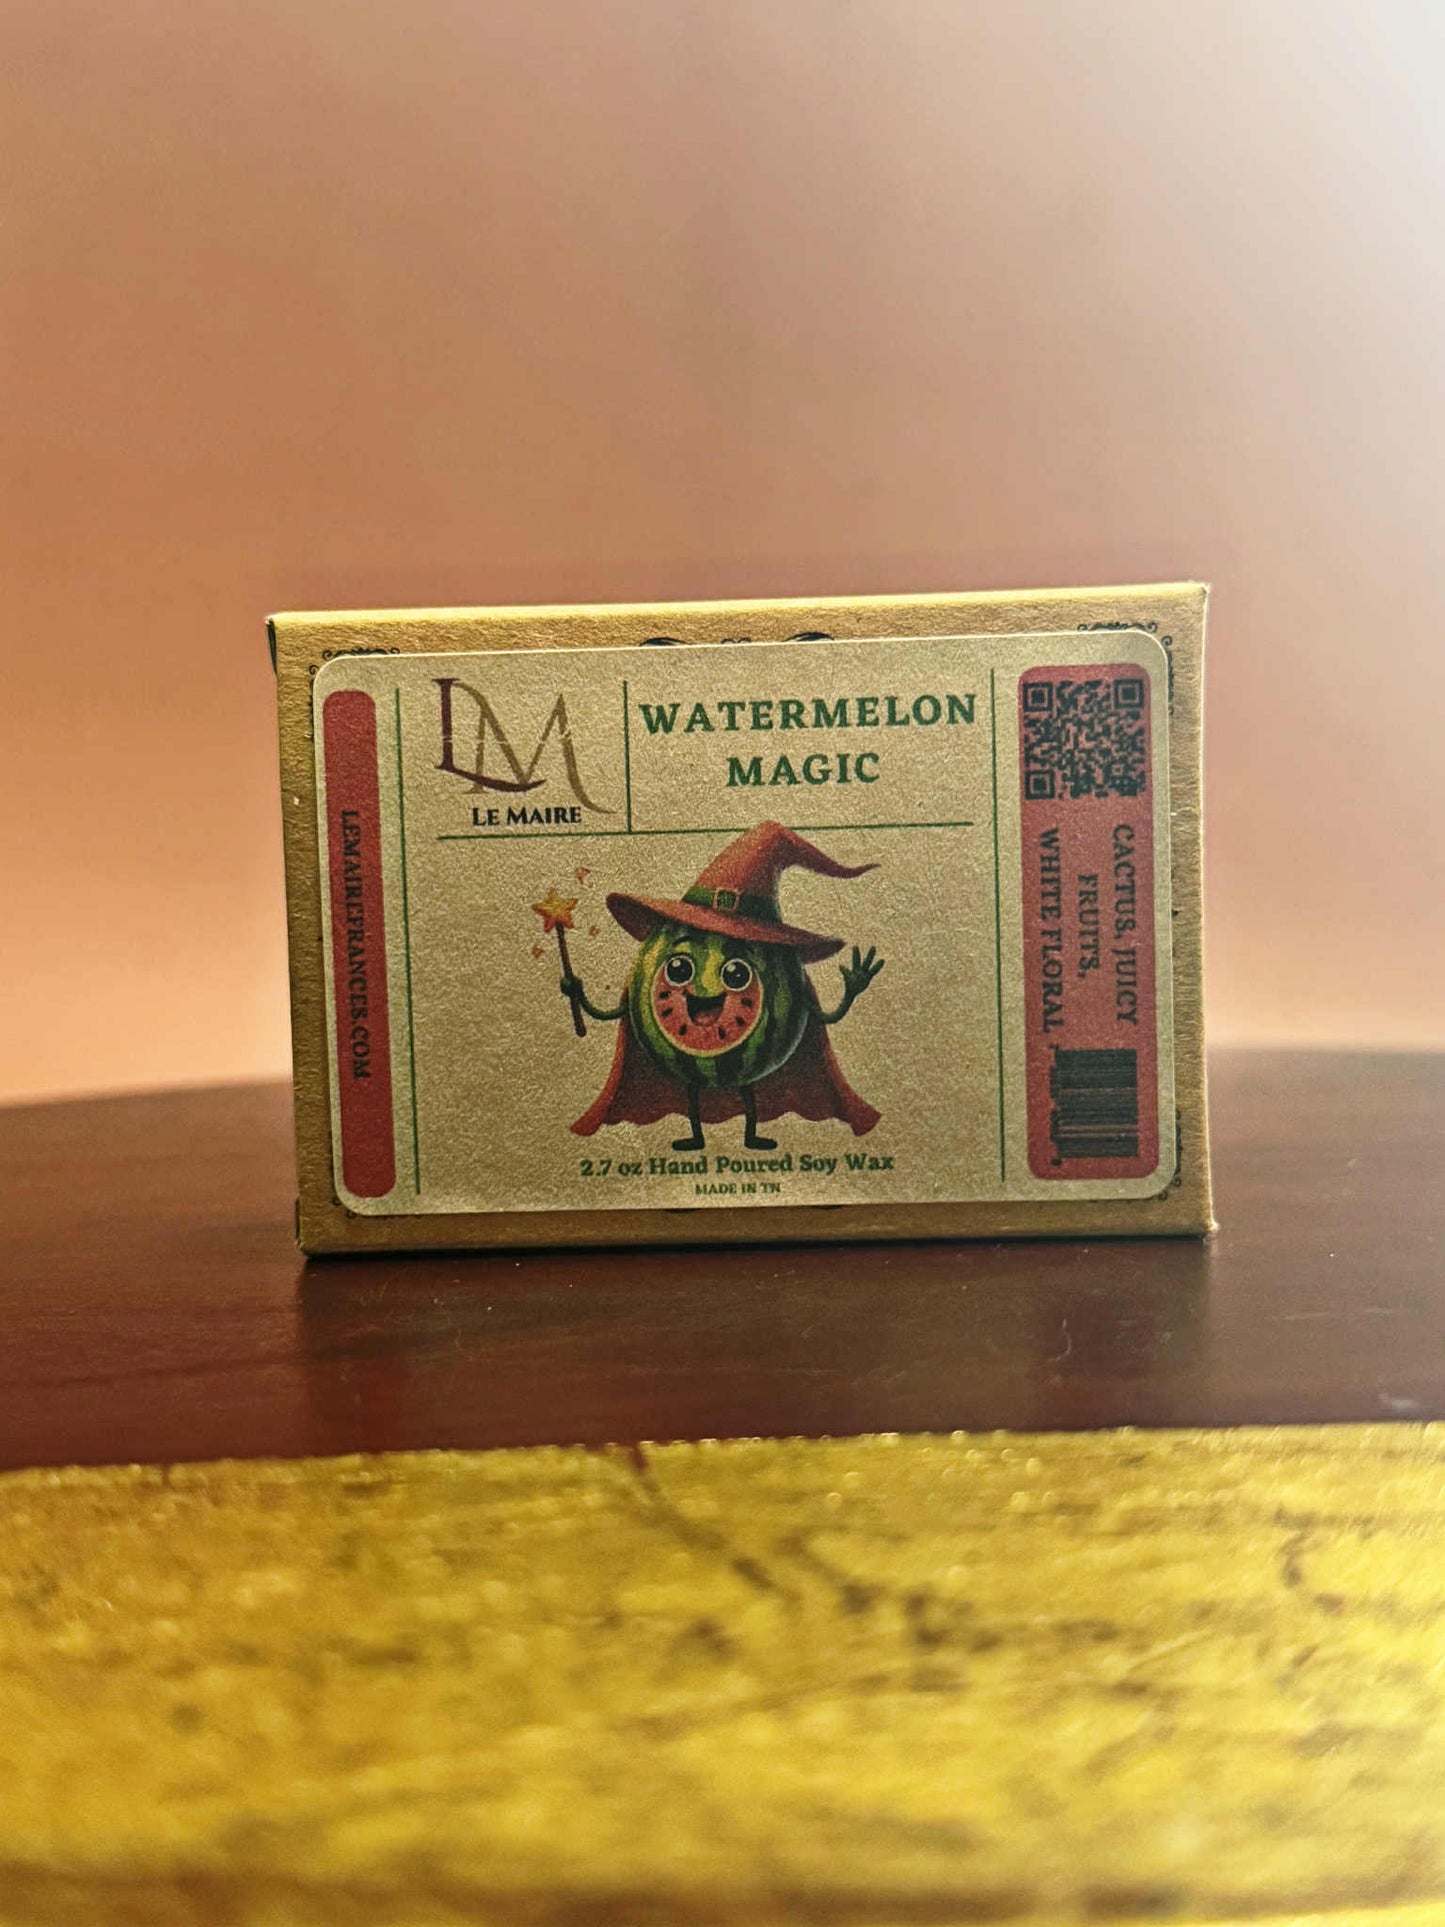 LM
LE MAIRE
WATERMELON
MAGIC
LEMAIREFRANCES.COM
CACTUS, JUICY
FRUITS,
WHITE FLORAL
2.7 oz Hand Poured Soy Wax
MADE IN TN